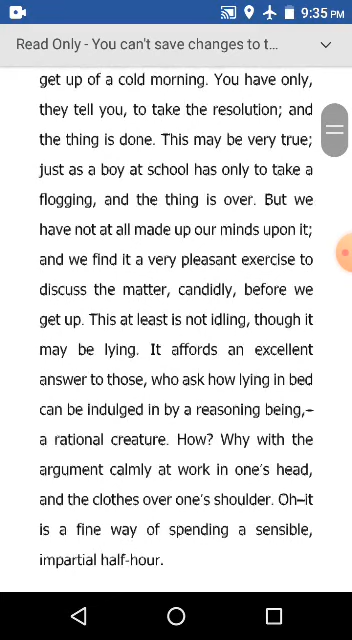 9:35 PM
Read Only - You can't save changes to t...
get up of a cold morning. You have only,
they tell you, to take the resolution; and
the thing is done. This may be very true;
just as a boy at school has only to take a
flogging, and the thing is over. But we
have not at all made up our minds upon it;
and we find it a very pleasant exercise to
discuss the matter, candidly, before we
get up. This at least is not idling, though it
may be lying. It affords an excellent
answer to those, who ask how lying in bed
can be indulged in by a reasoning being,–
a rational creature. How? Why with the
argument calmly at work in one's head,
and the clothes over one's shoulder. Oh–it
is a fine way of spending a sensible,
impartial half-hour.